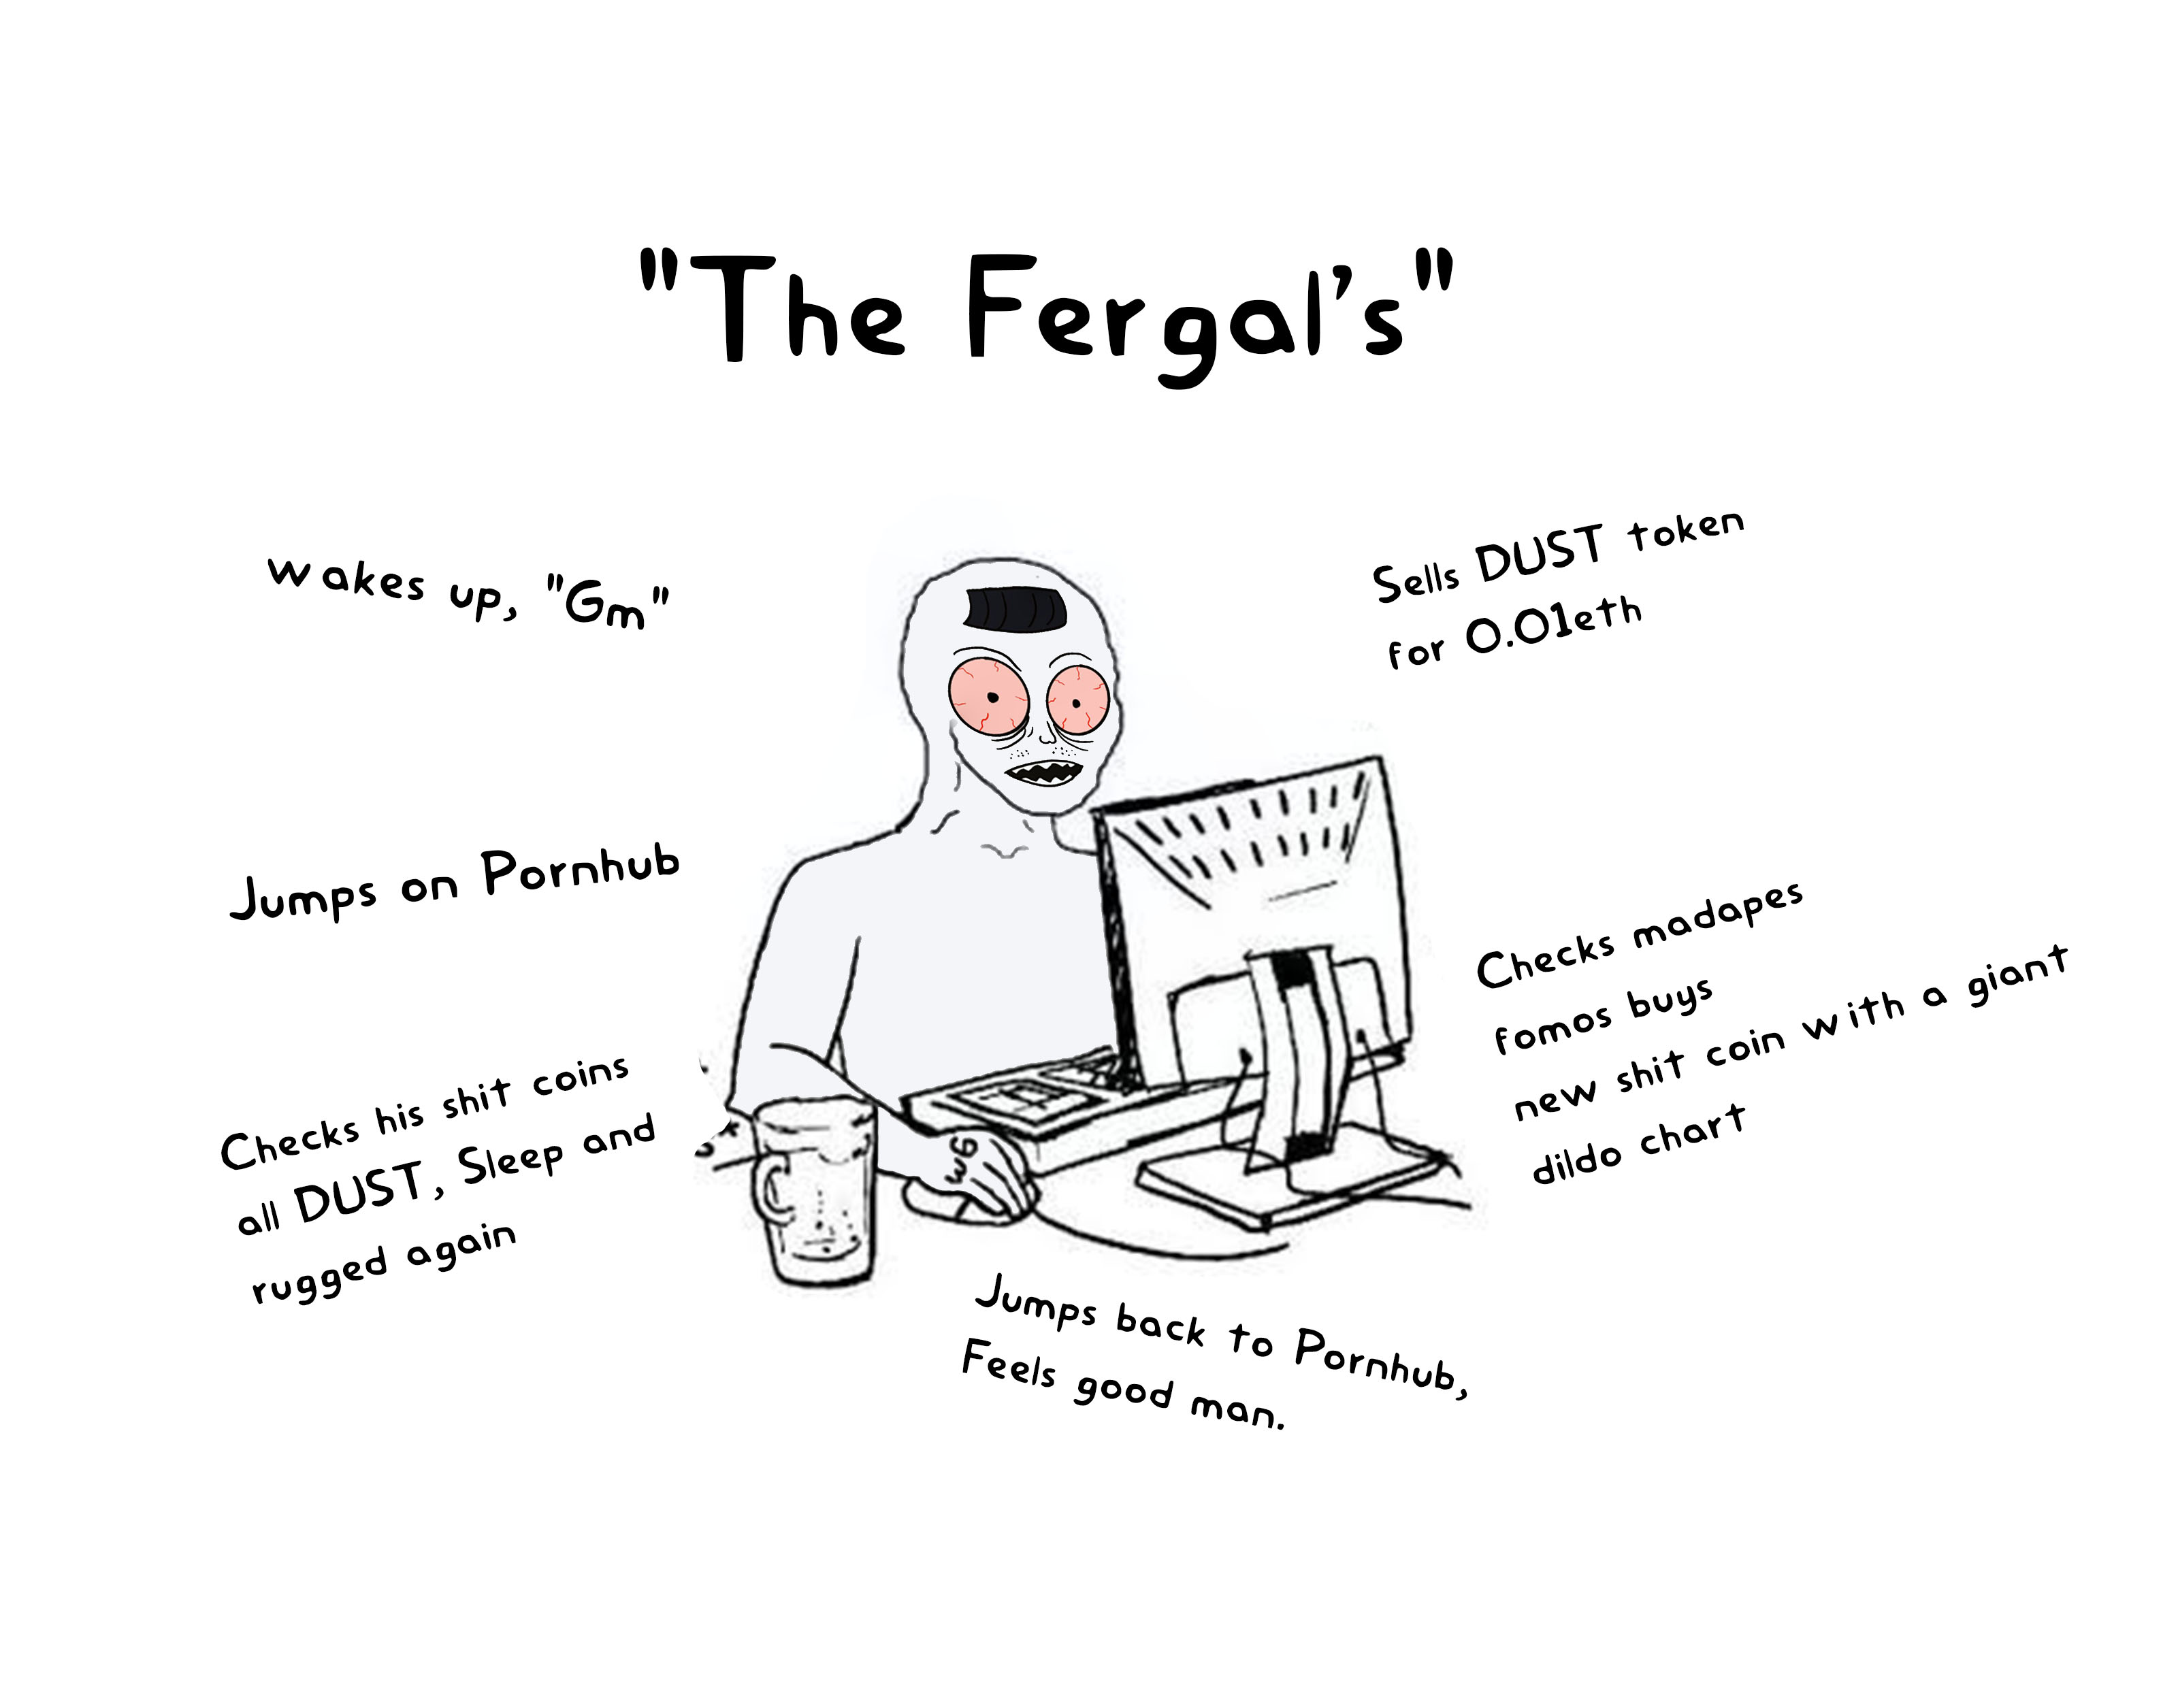 "The Fergal's"
wakes up, "Gm"
Jumps on Pornhub
Checks his shit coins
all DUST, Sleep and
rugged again
Sells DUST token
for 0.01eth
Checks madapes
fomos buys
new shit coin with a giant
dildo chart
Jumps back to Pornhub,
Feels good man.